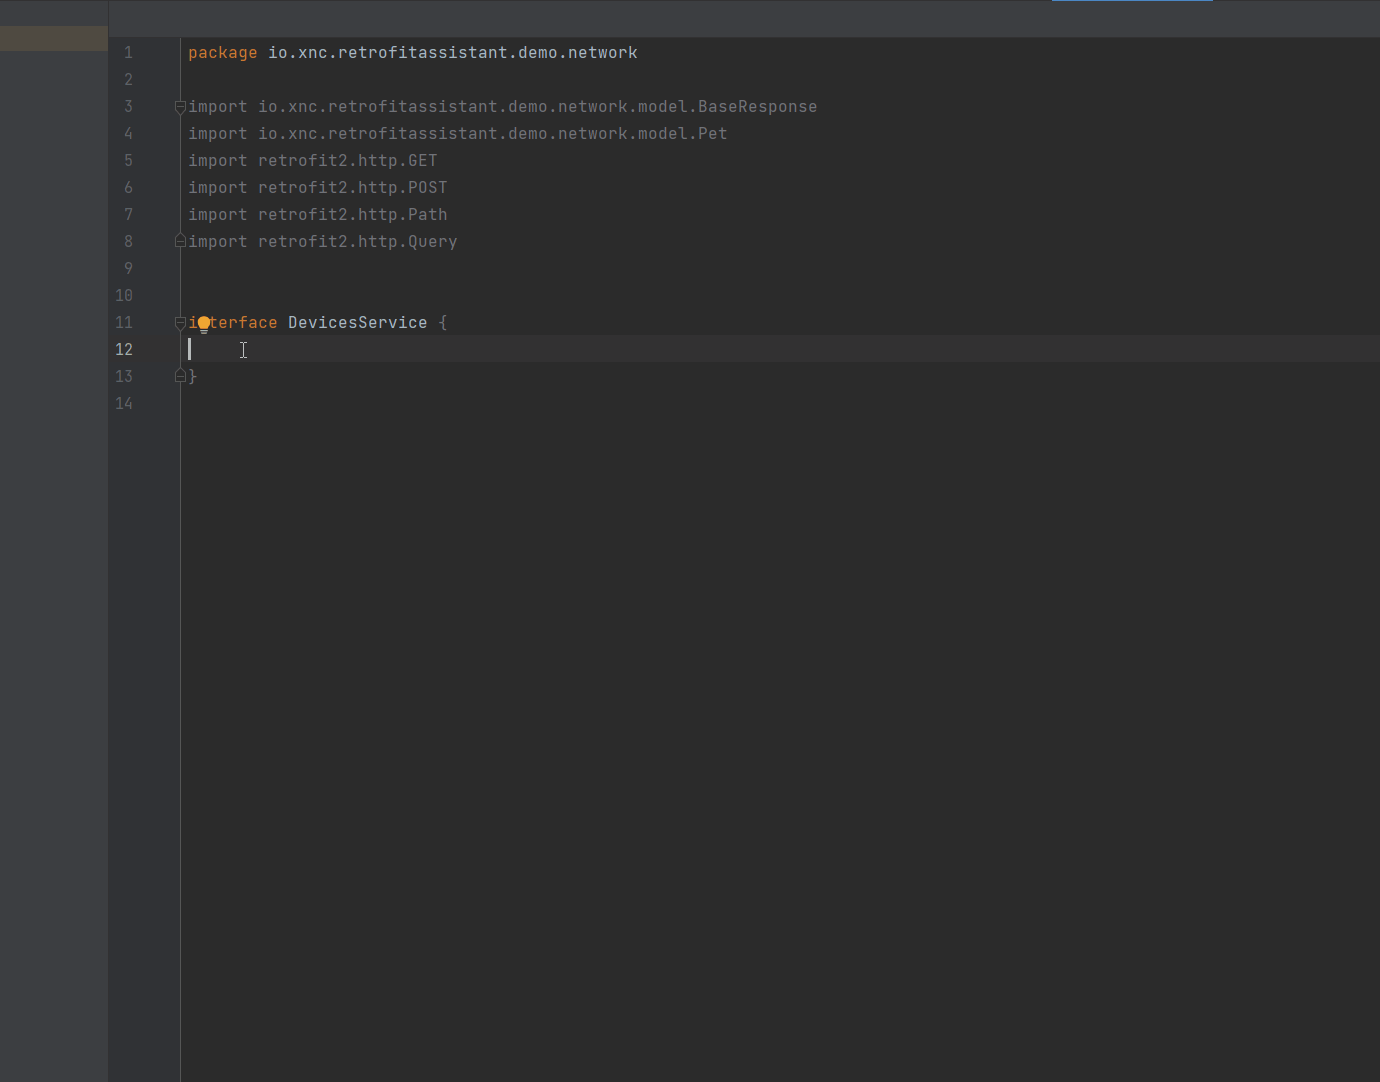 1 package io.xnc.retrofitassistant.demo.network
2
3 import io.xnc.retrofitassistant.demo.network.model.BaseResponse
4 import io.xnc.retrofitassistant.demo.network.model.Pet
5 import retrofit2.http.GET
6 import retrofit2.http.POST
7 import retrofit2.http.Path
8 import retrofit2.http.Query
9
10
11 interface DevicesService {
12
13 }
14